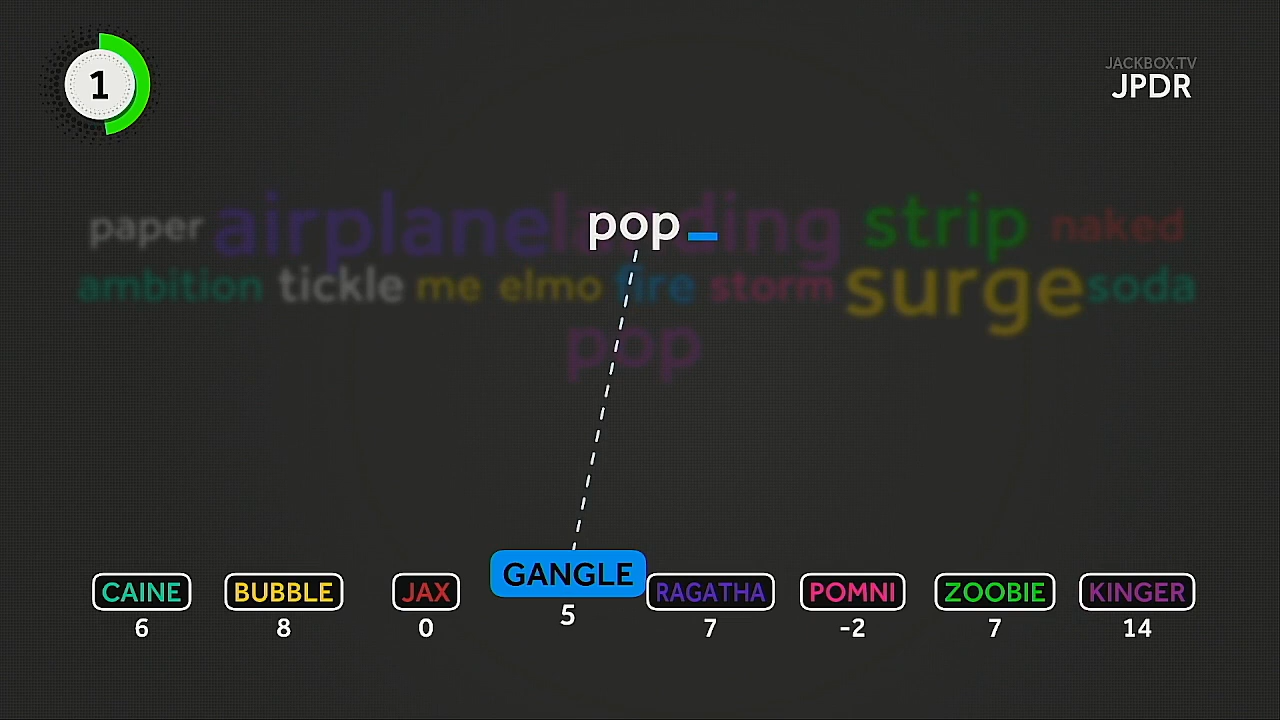 1
JACKBOX.TV
JPDR
pop_
paper airplane landing strip naked
ambition tickle me elmo fire storm surge soda
pop
CAINE BUBBLE JAX GANGLE RAGATHA POMNI ZOOBIE KINGER
6 8 0 5 7 -2 7 14